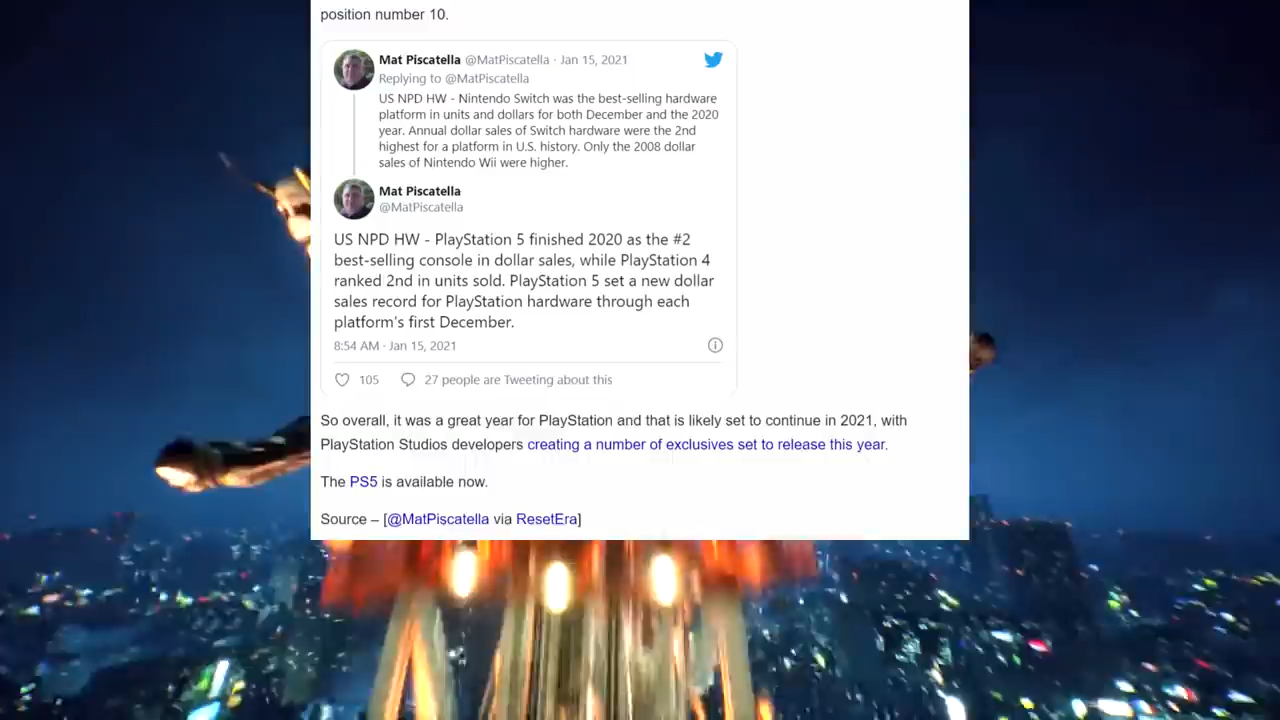 position number 10.
Mat Piscatella @MatPiscatella · Jan 15, 2021
Replying to @MatPiscatella
US NPD HW - Nintendo Switch was the best-selling hardware
platform in units and dollars for both December and the 2020
year. Annual dollar sales of Switch hardware were the 2nd
highest for a platform in U.S. history. Only the 2008 dollar
sales of Nintendo Wii were higher.
Mat Piscatella
@MatPiscatella
US NPD HW - PlayStation 5 finished 2020 as the #2
best-selling console in dollar sales, while PlayStation 4
ranked 2nd in units sold. PlayStation 5 set a new dollar
sales record for PlayStation hardware through each
platform's first December.
8:54 AM · Jan 15, 2021
105 27 people are Tweeting about this
So overall, it was a great year for PlayStation and that is likely set to continue in 2021, with
PlayStation Studios developers creating a number of exclusives set to release this year.
The PS5 is available now.
Source – [@MatPiscatella via ResetEra]